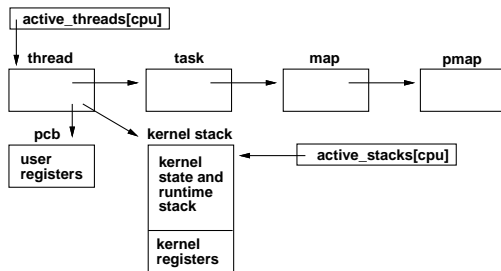 active_threads[cpu]
thread
task
map
pmap
pcb
kernel stack
user
registers
kernel
state and
runtime
stack
active_stacks[cpu]
kernel
registers